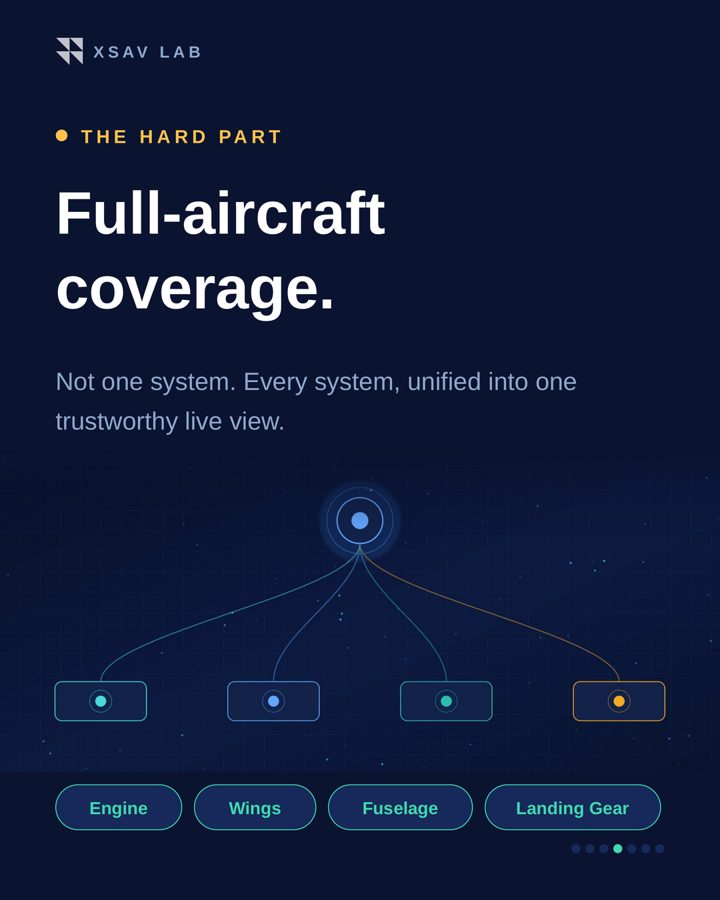 XSAV LAB
THE HARD PART
Full-aircraft
coverage.
Not one system. Every system, unified into one
trustworthy live view.
Engine
Wings
Fuselage
Landing Gear